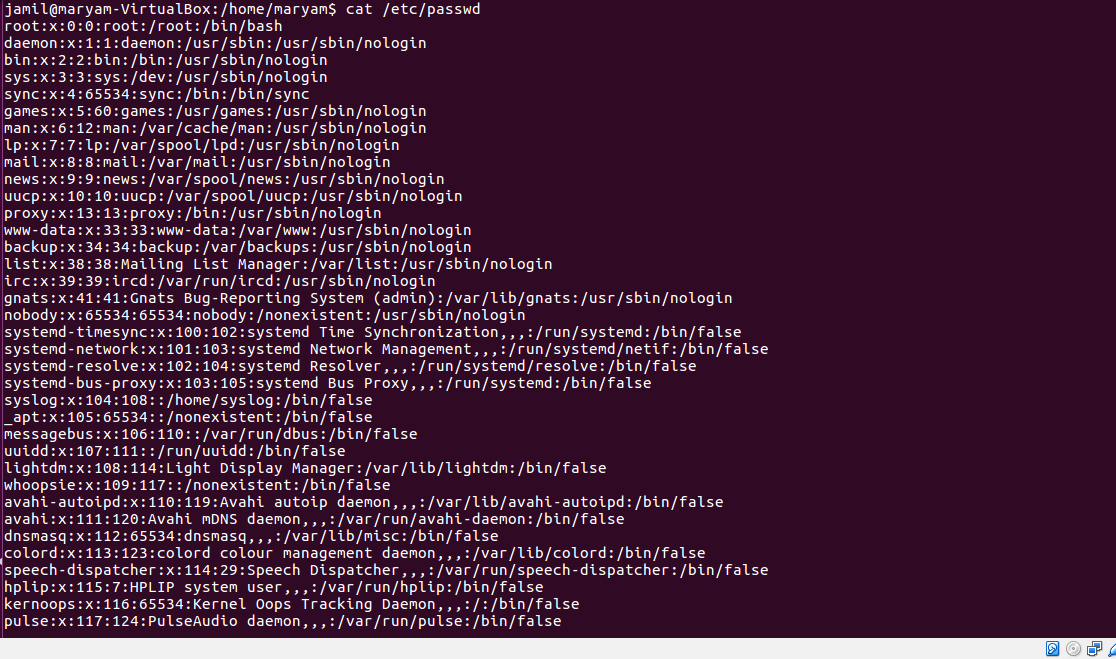 jamil@maryam-VirtualBox:/home/maryam$ cat /etc/passwd
root:x:0:0:root:/root:/bin/bash
daemon:x:1:1:daemon:/usr/sbin:/usr/sbin/nologin
bin:x:2:2:bin:/bin:/usr/sbin/nologin
sys:x:3:3:sys:/dev:/usr/sbin/nologin
sync:x:4:65534:sync:/bin:/bin/sync
games:x:5:60:games:/usr/games:/usr/sbin/nologin
man:x:6:12:man:/var/cache/man:/usr/sbin/nologin
lp:x:7:7:lp:/var/spool/lpd:/usr/sbin/nologin
mail:x:8:8:mail:/var/mail:/usr/sbin/nologin
news:x:9:9:news:/var/spool/news:/usr/sbin/nologin
uucp:x:10:10:uucp:/var/spool/uucp:/usr/sbin/nologin
proxy:x:13:13:proxy:/bin:/usr/sbin/nologin
www-data:x:33:33:www-data:/var/www:/usr/sbin/nologin
backup:x:34:34:backup:/var/backups:/usr/sbin/nologin
list:x:38:38:Mailing List Manager:/var/list:/usr/sbin/nologin
irc:x:39:39:ircd:/var/run/ircd:/usr/sbin/nologin
gnats:x:41:41:Gnats Bug-Reporting System (admin):/var/lib/gnats:/usr/sbin/nologin
nobody:x:65534:65534:nobody:/nonexistent:/usr/sbin/nologin
systemd-timesync:x:100:102:systemd Time Synchronization,,,:/run/systemd:/bin/false
systemd-network:x:101:103:systemd Network Management,,,:/run/systemd/netif:/bin/false
systemd-resolve:x:102:104:systemd Resolver,,,:/run/systemd/resolve:/bin/false
systemd-bus-proxy:x:103:105:systemd Bus Proxy,,,:/run/systemd:/bin/false
syslog:x:104:108::/home/syslog:/bin/false
_apt:x:105:65534::/nonexistent:/bin/false
messagebus:x:106:110::/var/run/dbus:/bin/false
uuidd:x:107:111::/run/uuidd:/bin/false
lightdm:x:108:114:Light Display Manager:/var/lib/lightdm:/bin/false
whoopsie:x:109:117::/nonexistent:/bin/false
avahi-autoipd:x:110:119:Avahi autoip daemon,,,:/var/lib/avahi-autoipd:/bin/false
avahi:x:111:120:Avahi mDNS daemon,,,:/var/run/avahi-daemon:/bin/false
dnsmasq:x:112:65534:dnsmasq,,,:/var/lib/misc:/bin/false
colord:x:113:123:colord colour management daemon,,,:/var/lib/colord:/bin/false
speech-dispatcher:x:114:29:Speech Dispatcher,,,:/var/run/speech-dispatcher:/bin/false
hplip:x:115:7:HPLIP system user,,,:/var/run/hplip:/bin/false
kernoops:x:116:65534:Kernel Oops Tracking Daemon,,,:/:/bin/false
pulse:x:117:124:PulseAudio daemon,,,:/var/run/pulse:/bin/false